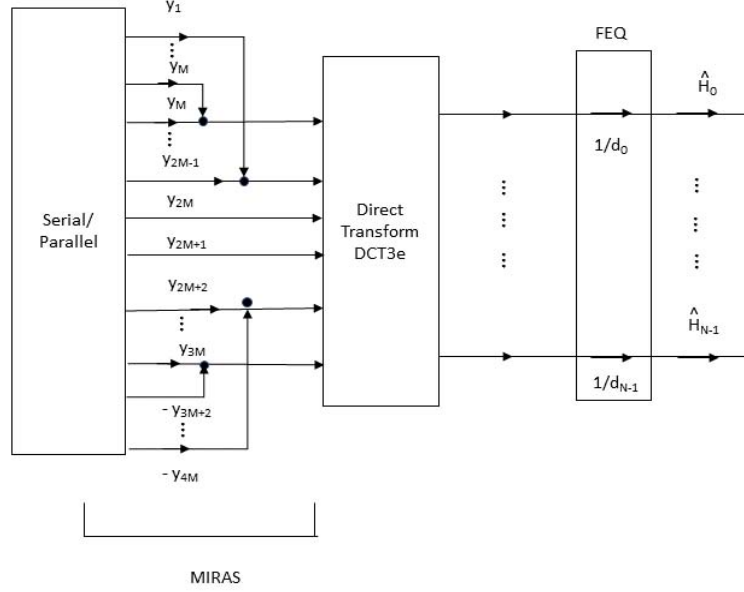 y1
yM
yM
y2M-1
y2M
y2M+1
y2M+2
y3M
- y3M+2
- y4M
Serial/
Parallel
Direct
Transform
DCT3e
FEQ
1/d0
1/dN-1
Ĥ0
ĤN-1
MIRAS